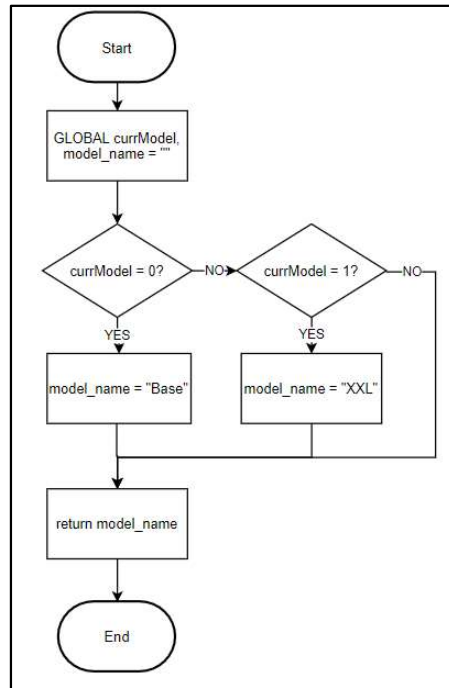 Start
GLOBAL currModel,
model_name = ""
currModel = 0?
NO
currModel = 1?
NO
YES
YES
model_name = "Base"
model_name = "XXL"
return model_name
End